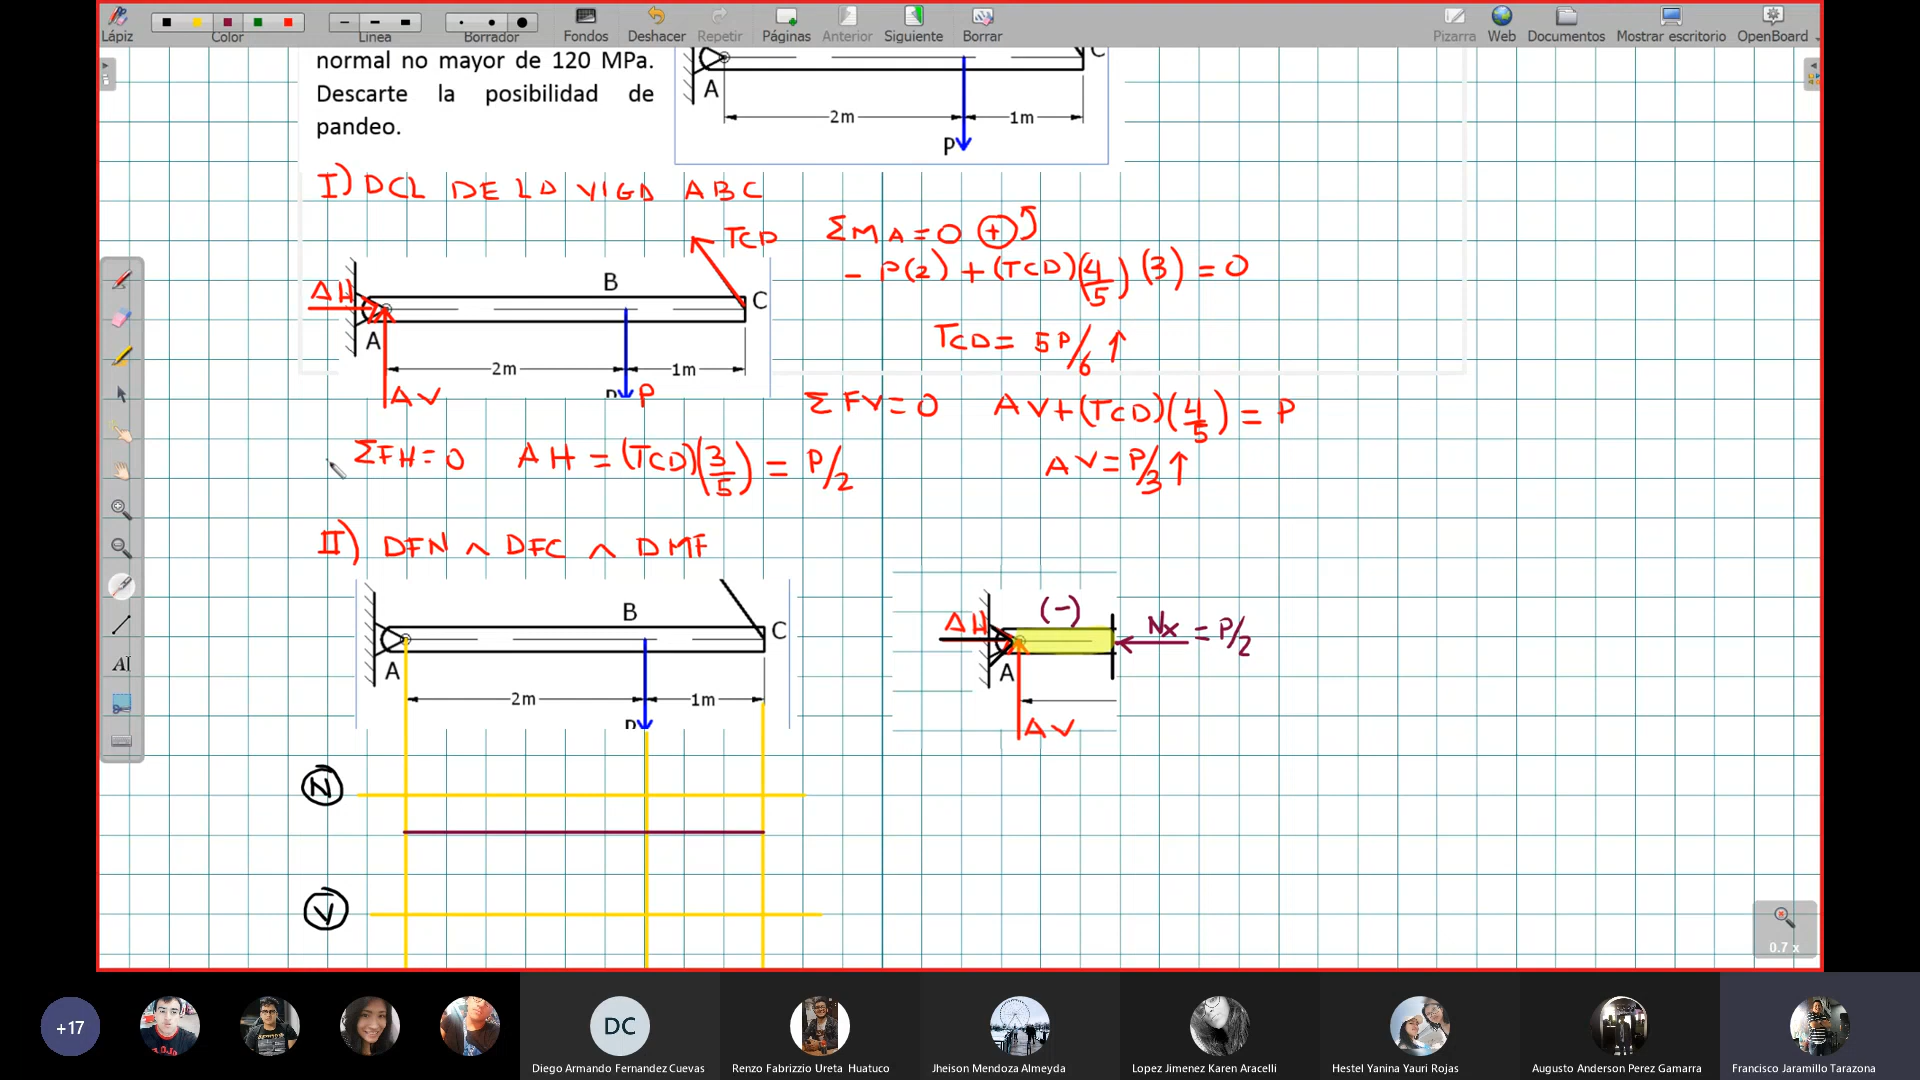 Lápiz Color Linea Borrador Fondos Deshacer Repetir Páginas Anterior Siguiente Borrar Pizarra Web Documentos Mostrar escritorio OpenBoard
normal no mayor de 120 MPa.
Descarte la posibilidad de
pandeo.
A C
2m 1m
P
I) DCL DE LA VIGA ABC
TCD
B
C
AH
A
2m 1m
AV
P
ΣMA=0 (+)
- P(2) + (TCD)(4/5)(3) = 0
TCD = 5P/6 ↑
ΣFV=0 AV+(TCD)(4/5) = P
ΣFH=0 AH = (TCD)(3/5) = P/2
AV = P/3 ↑
II) DFN ∧ DFC ∧ DMF
B
C
A
2m 1m
(-)
AH
Nx = P/2
A
AV
N
V
AI
0.7 x
+17
DC
Diego Armando Fernandez Cuevas
Renzo Fabrizzio Ureta Huatuco
Jheison Mendoza Almeyda
Lopez Jimenez Karen Aracelli
Hestel Yanina Yauri Rojas
Augusto Anderson Perez Gamarra
Francisco Jaramillo Tarazona